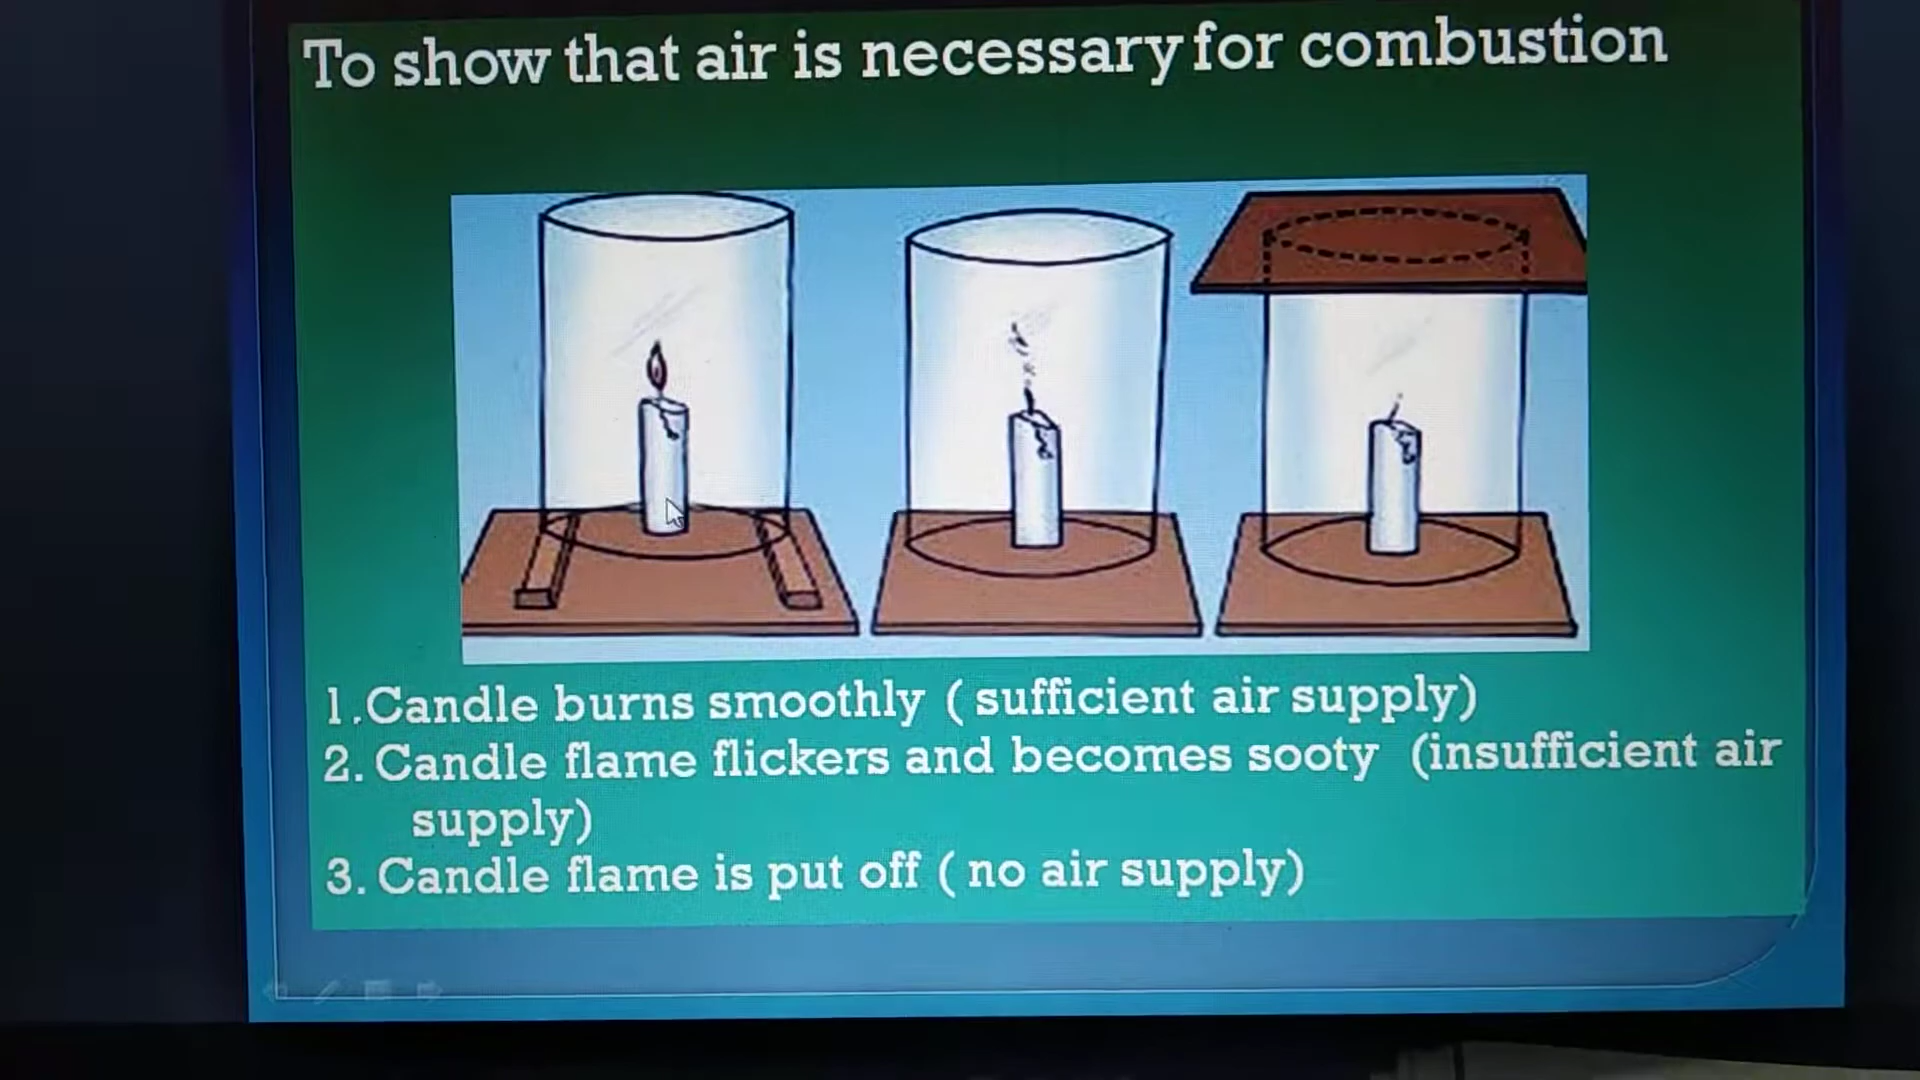 To show that air is necessary for combustion
1.Candle burns smoothly ( sufficient air supply)
2. Candle flame flickers and becomes sooty (insufficient air
supply)
3. Candle flame is put off ( no air supply)